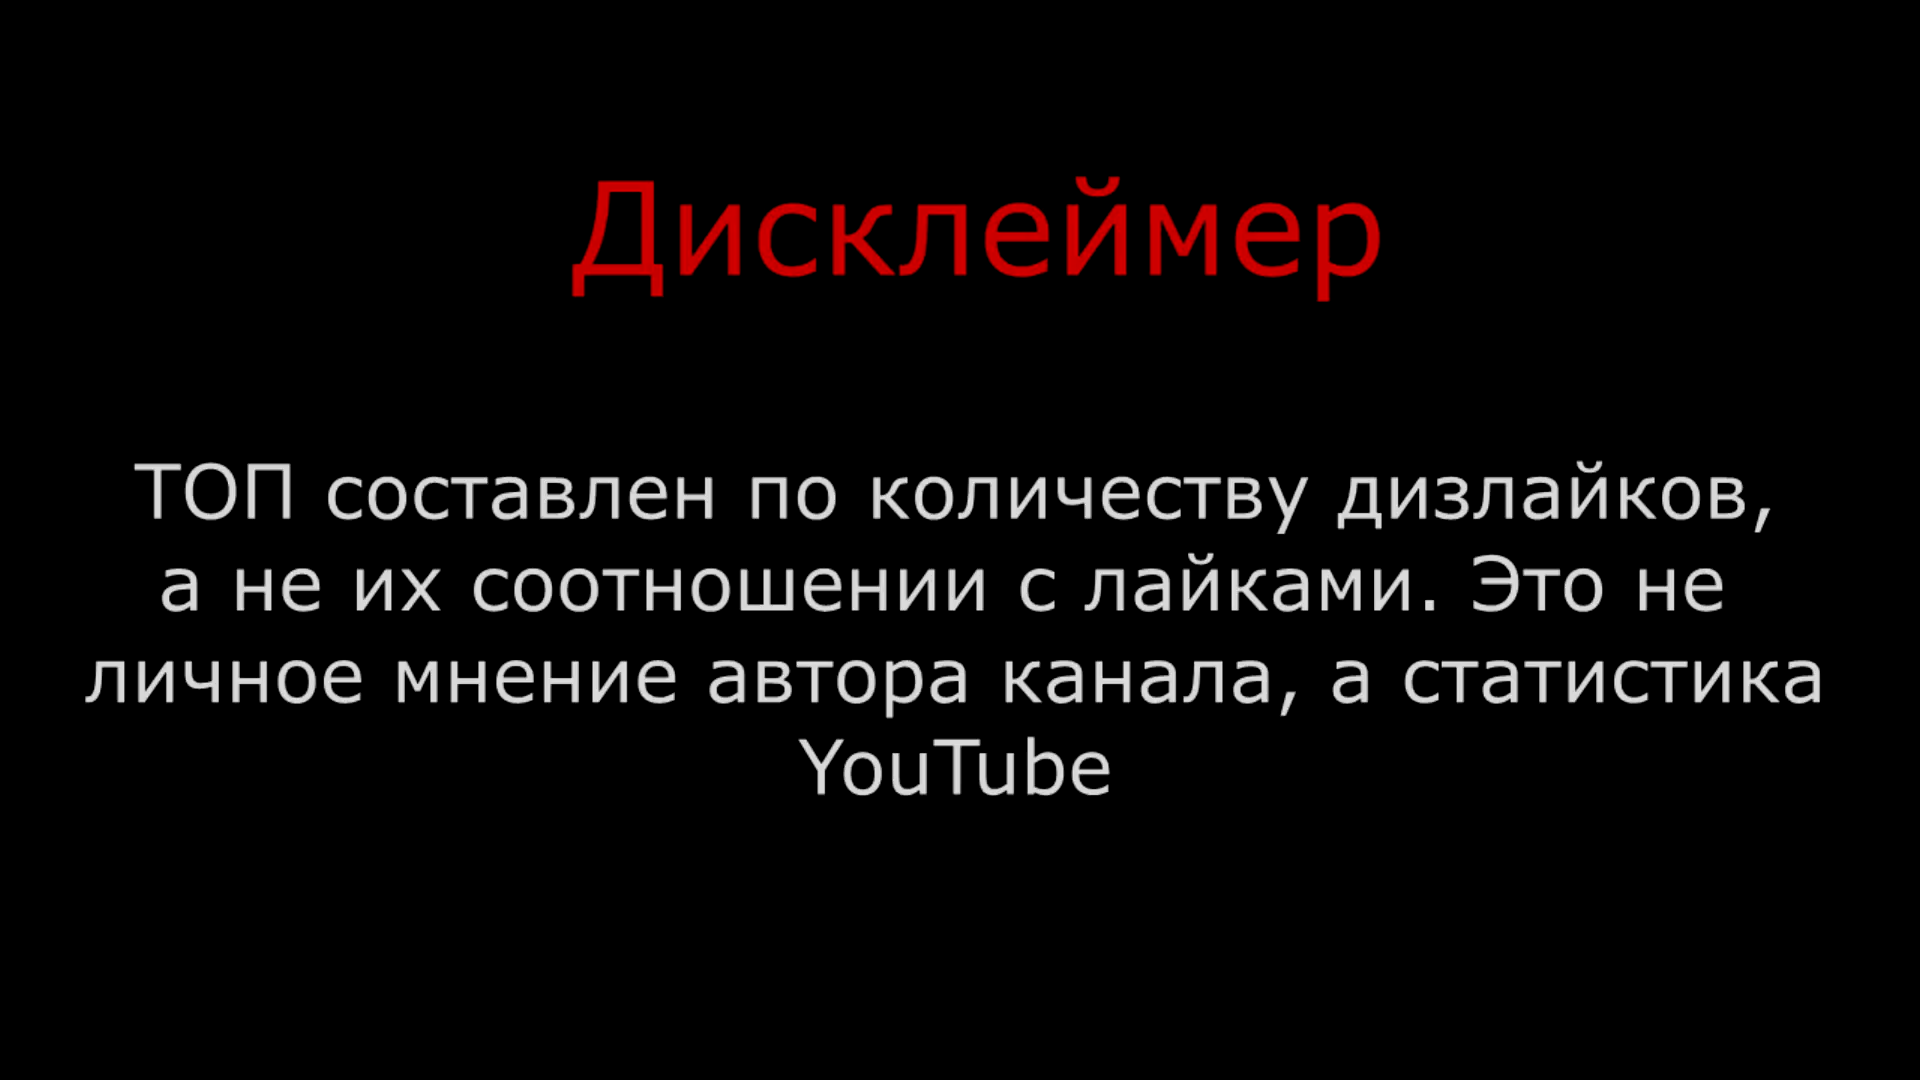 Дисклеймер
ТОП составлен по количеству дизлайков,
а не их соотношении с лайками. Это не
личное мнение автора канала, а статистика
YouTube